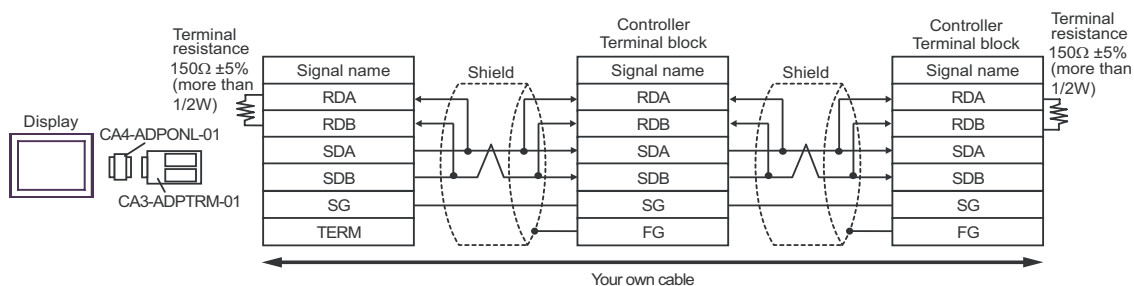 Terminal
resistance
150Ω ±5%
(more than
1/2W)
Controller
Terminal block
Controller
Terminal block
Terminal
resistance
150Ω ±5%
(more than
1/2W)
Display
CA4-ADPONL-01
CA3-ADPTRM-01
Signal name
RDA
RDB
SDA
SDB
SG
TERM
Shield
Signal name
RDA
RDB
SDA
SDB
SG
FG
Shield
Signal name
RDA
RDB
SDA
SDB
SG
FG
Your own cable